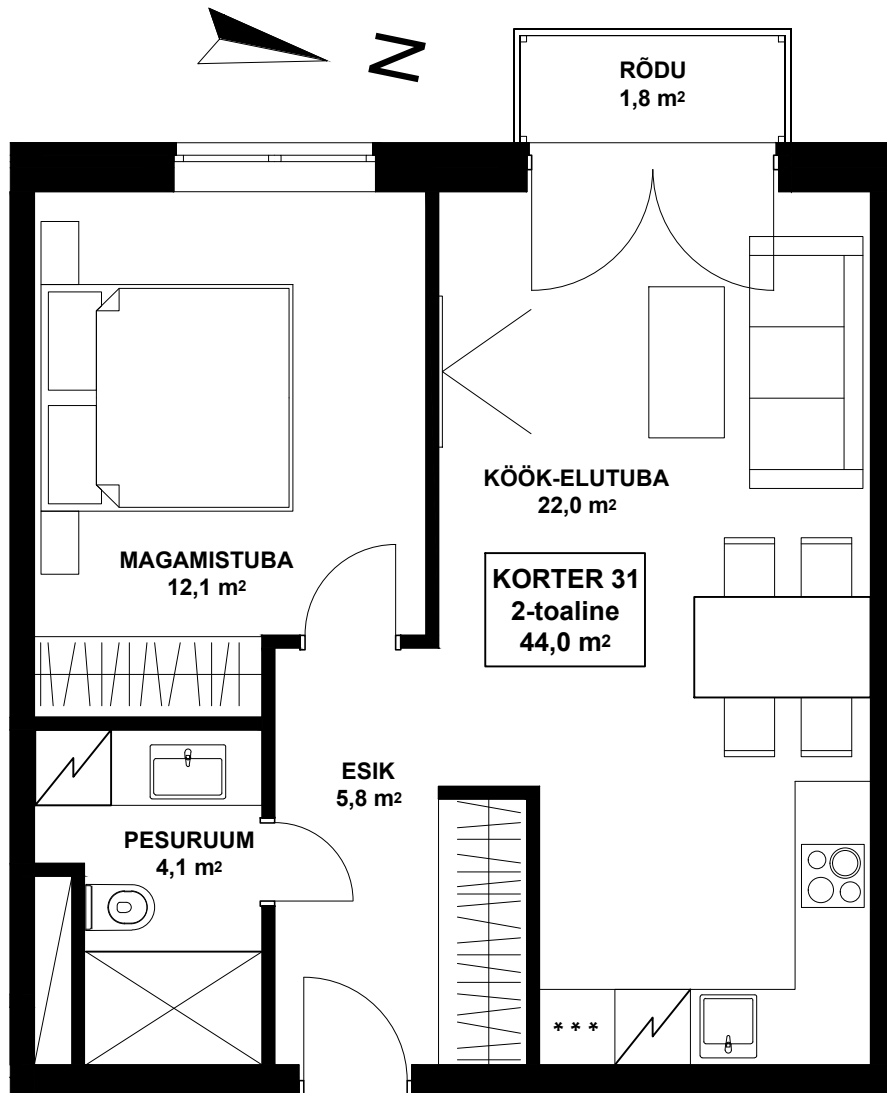 N
RÕDU
1,8 m²
KÖÖK-ELUTUBA
22,0 m²
MAGAMISTUBA
12,1 m²
KORTER 31
2-toaline
44,0 m²
ESIK
5,8 m²
PESURUUM
4,1 m²
***